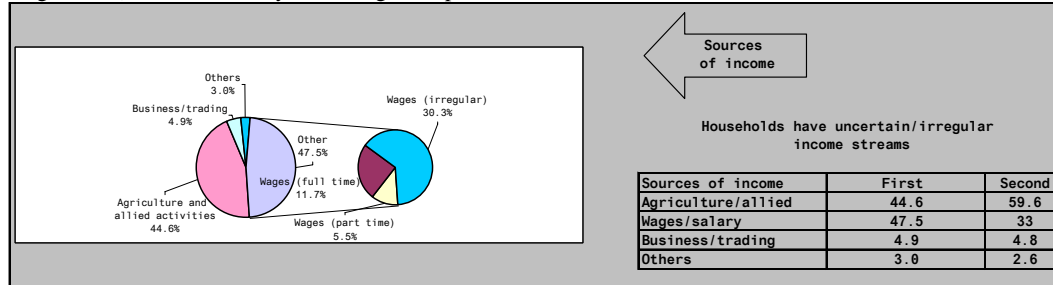 Others
3.0%
Business/trading
4.9%
Agriculture and
allied activities
44.6%
Other
47.5%
Wages (full time)
11.7%
Wages (part time)
5.5%
Wages (irregular)
30.3%
Sources
of income
Households have uncertain/irregular
income streams
Sources of income First Second
Agriculture/allied 44.6 59.6
Wages/salary 47.5 33
Business/trading 4.9 4.8
Others 3.0 2.6